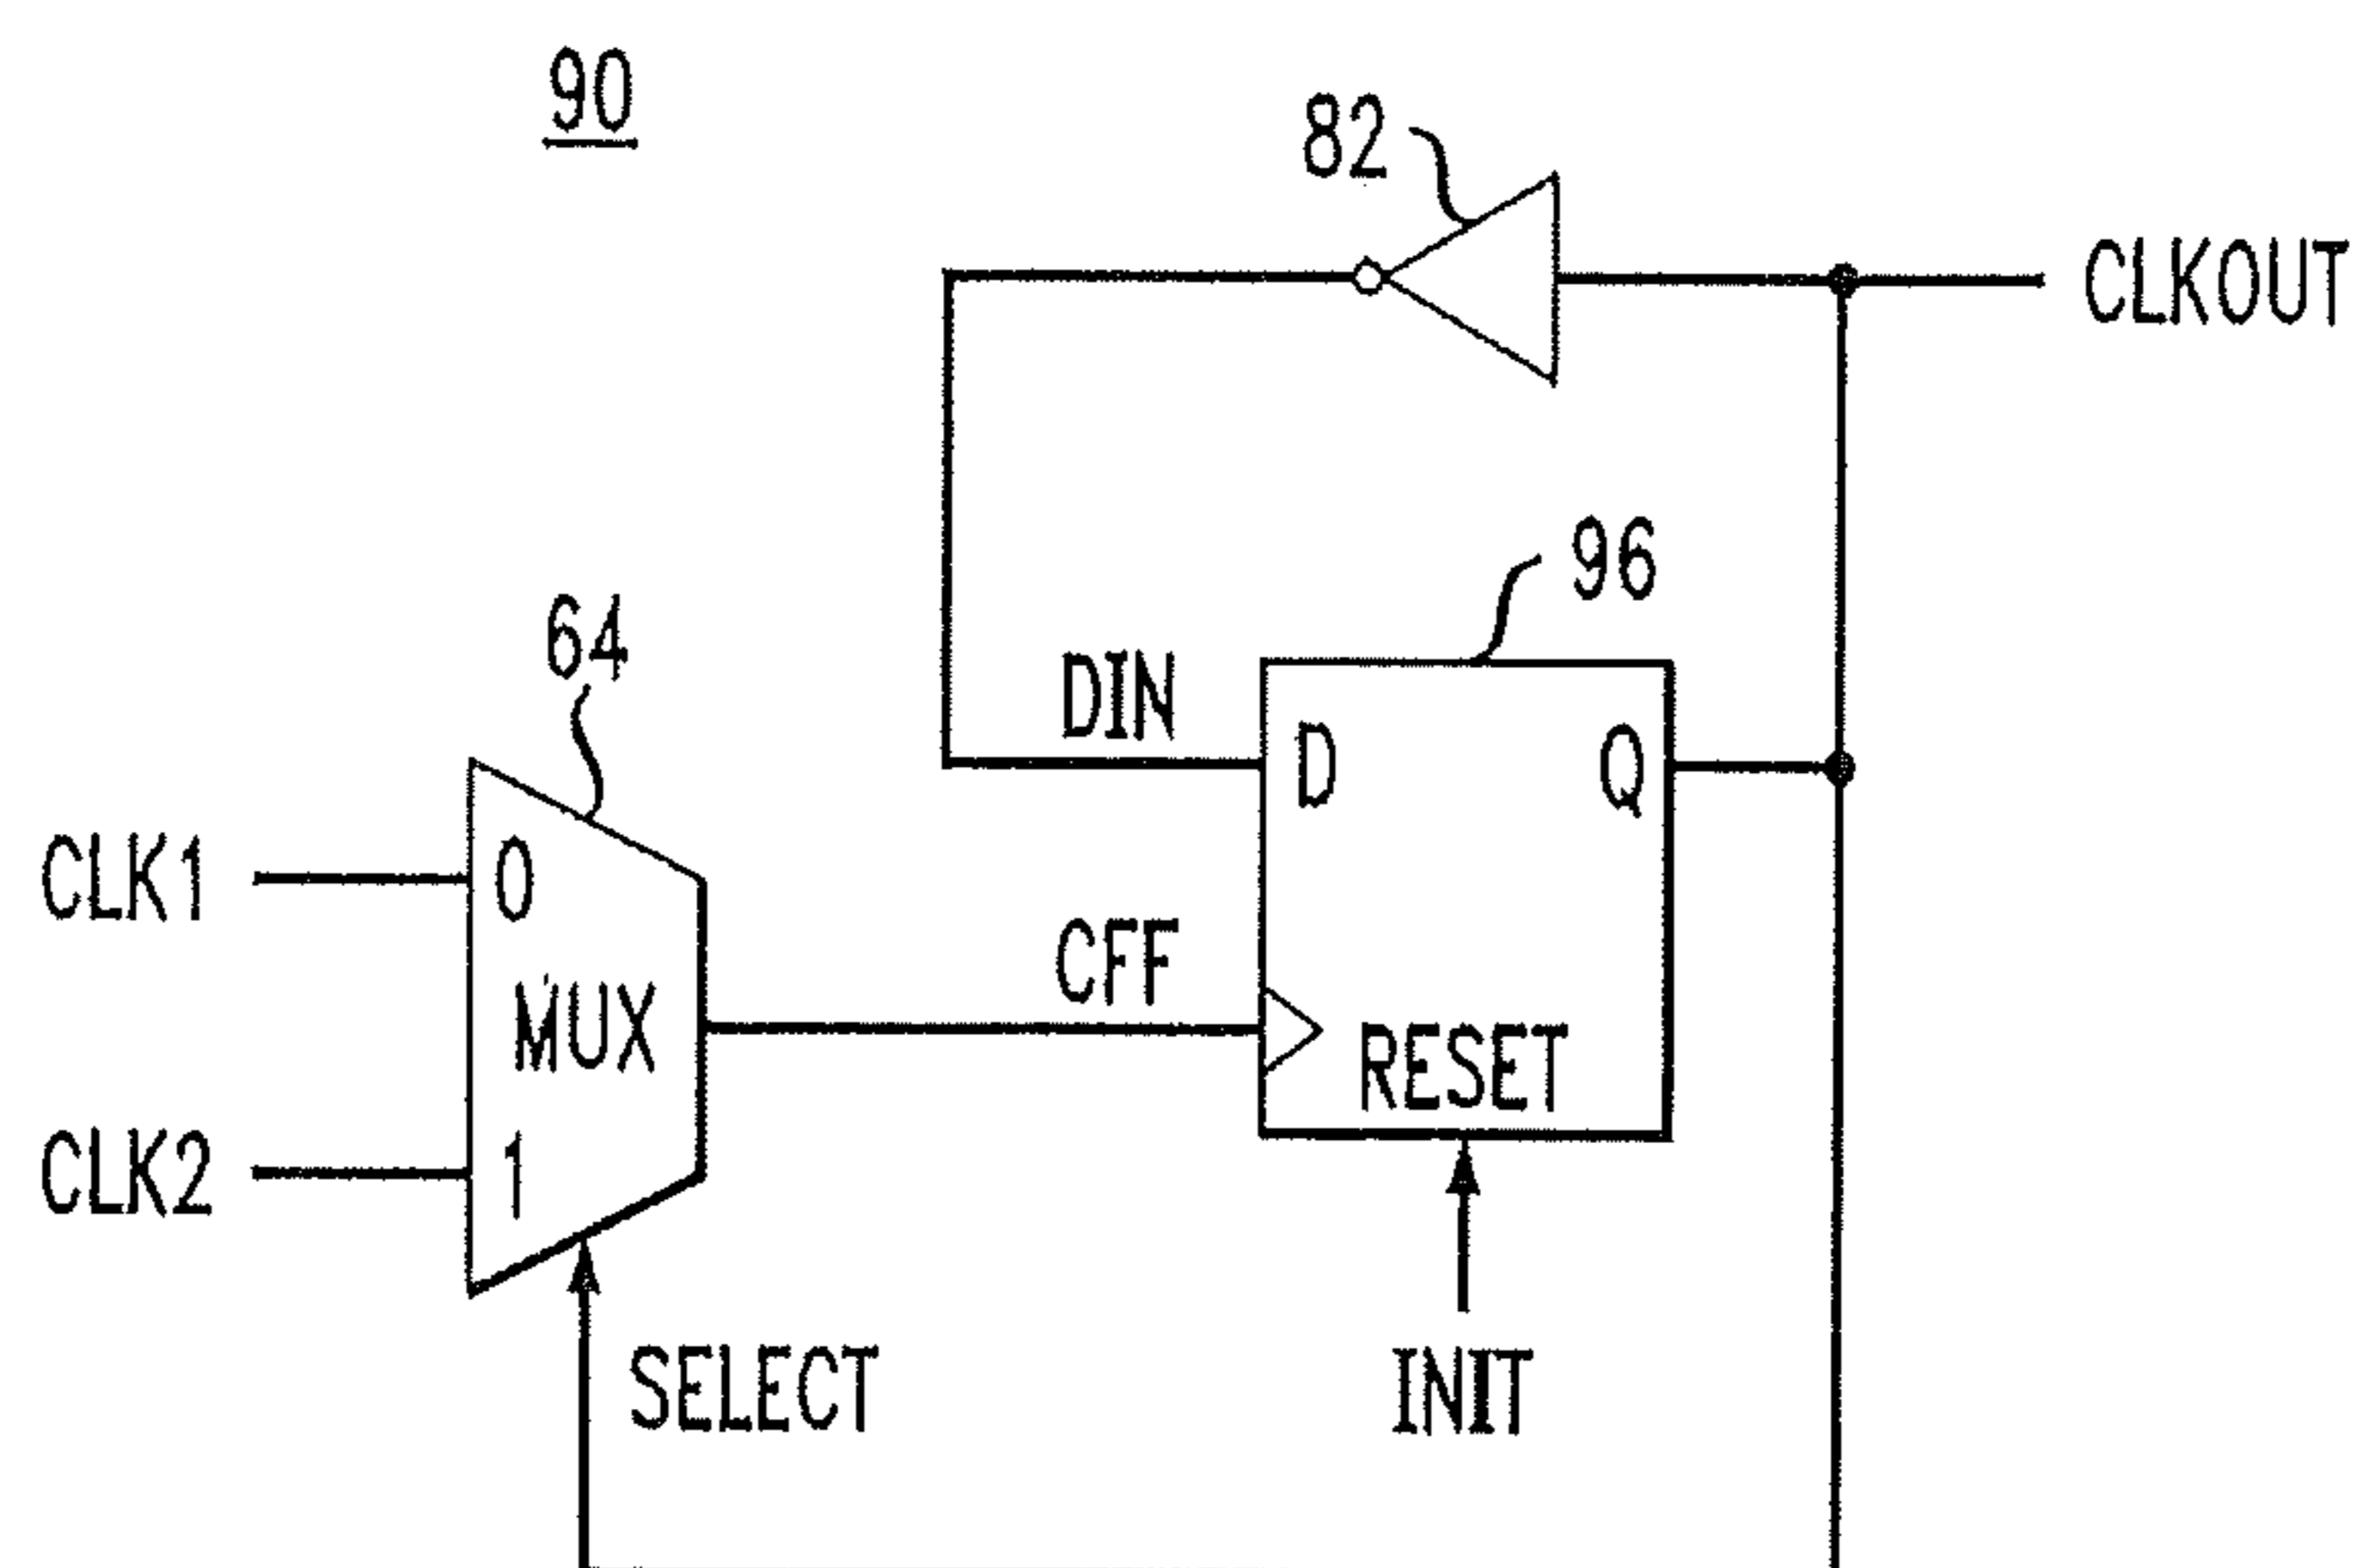 90
82
CLKOUT
96
64
DIN
D
Q
CLK1
0
CFF
MUX
RESET
CLK2
1
SELECT
INIT